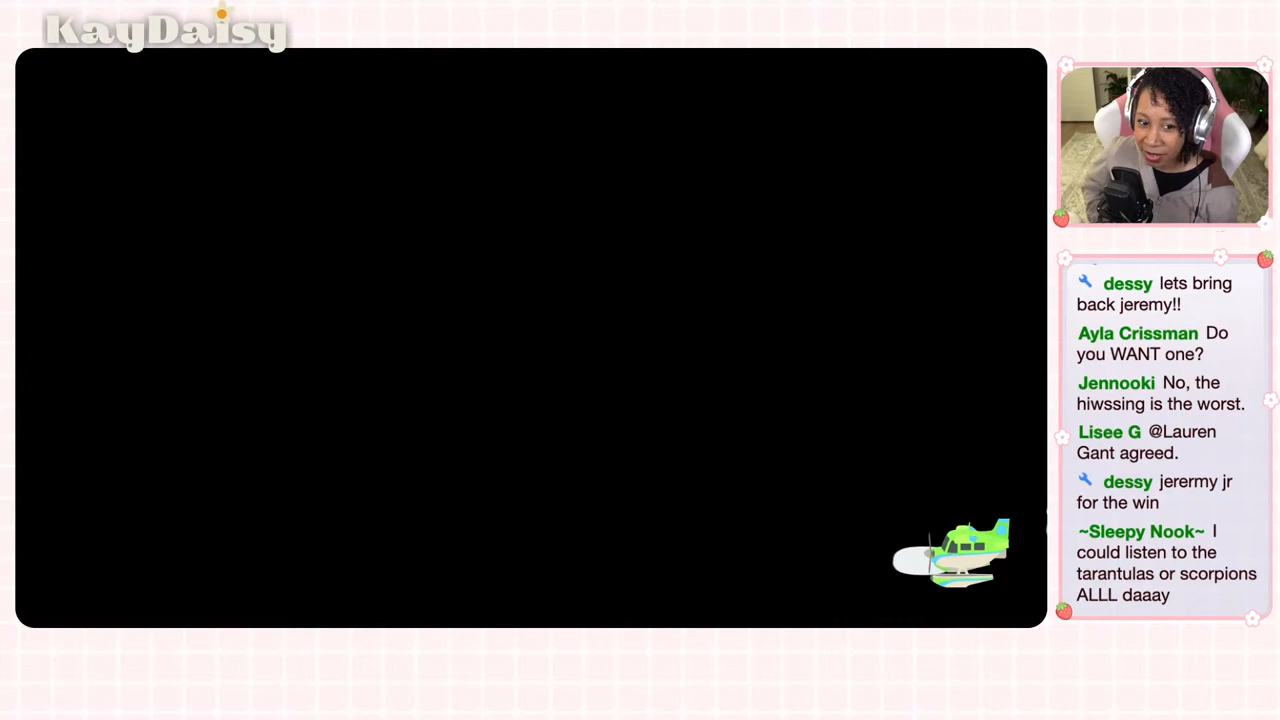 KayDaisy
dessy lets bring
back jeremy!!
Ayla Crissman Do
you WANT one?
Jennooki No, the
hiwssing is the worst.
Lisee G @Lauren
Gant agreed.
dessy jerermy jr
for the win
~Sleepy Nook~ I
could listen to the
tarantulas or scorpions
ALLL daaay